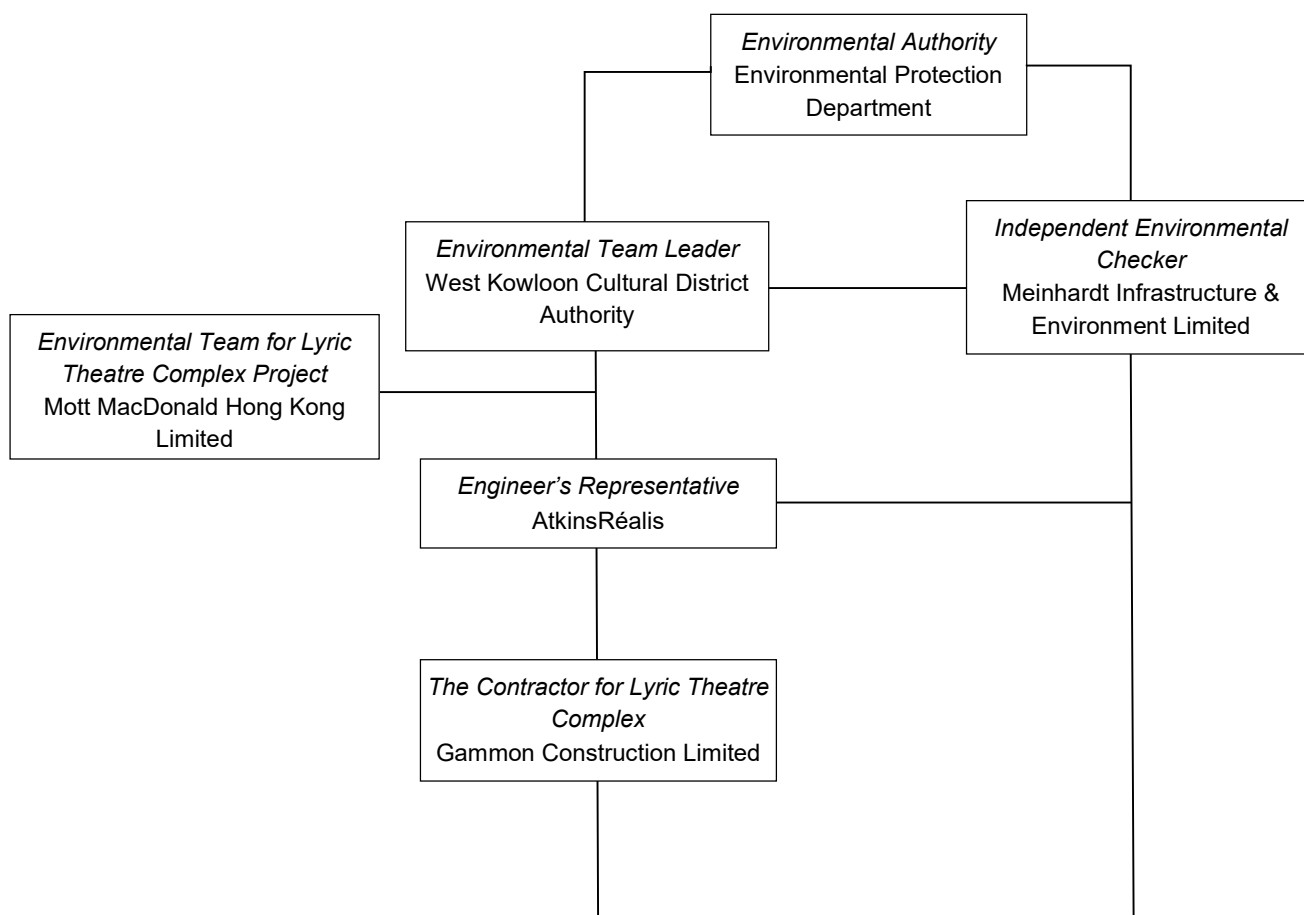 Environmental Authority
Environmental Protection
Department
Environmental Team Leader
West Kowloon Cultural District
Authority
Independent Environmental
Checker
Meinhardt Infrastructure &
Environment Limited
Environmental Team for Lyric
Theatre Complex Project
Mott MacDonald Hong Kong
Limited
Engineer’s Representative
AtkinsRéalis
The Contractor for Lyric Theatre
Complex
Gammon Construction Limited